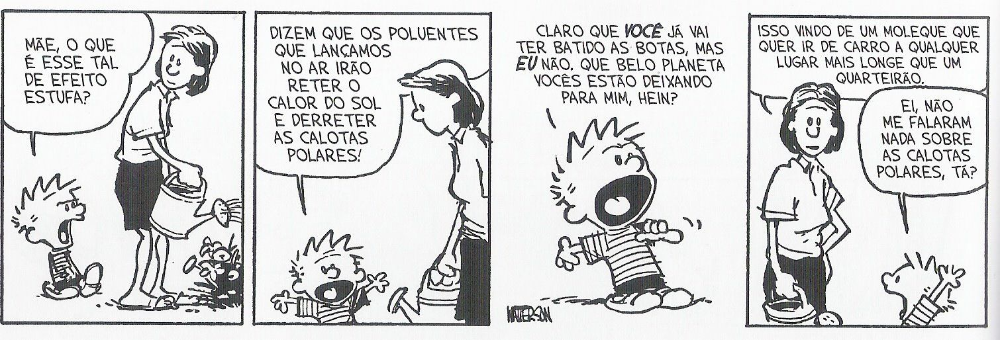 MÃE, O QUE
É ESSE TAL
DE EFEITO
ESTUFA?
DIZEM QUE OS POLUENTES
QUE LANÇAMOS
NO AR IRÃO
RETER O
CALOR DO SOL
E DERRETER
AS CALOTAS
POLARES!
CLARO QUE VOCÊ JÁ VAI
TER BATIDO AS BOTAS, MAS
EU NÃO. QUE BELO PLANETA
VOCÊS ESTÃO DEIXANDO
PARA MIM, HEIN?
WATTERSON
ISSO VINDO DE UM MOLEQUE QUE
QUER IR DE CARRO A QUALQUER
LUGAR MAIS LONGE QUE UM
QUARTEIRÃO.
EI, NÃO
ME FALARAM
NADA SOBRE
AS CALOTAS
POLARES, TÁ?